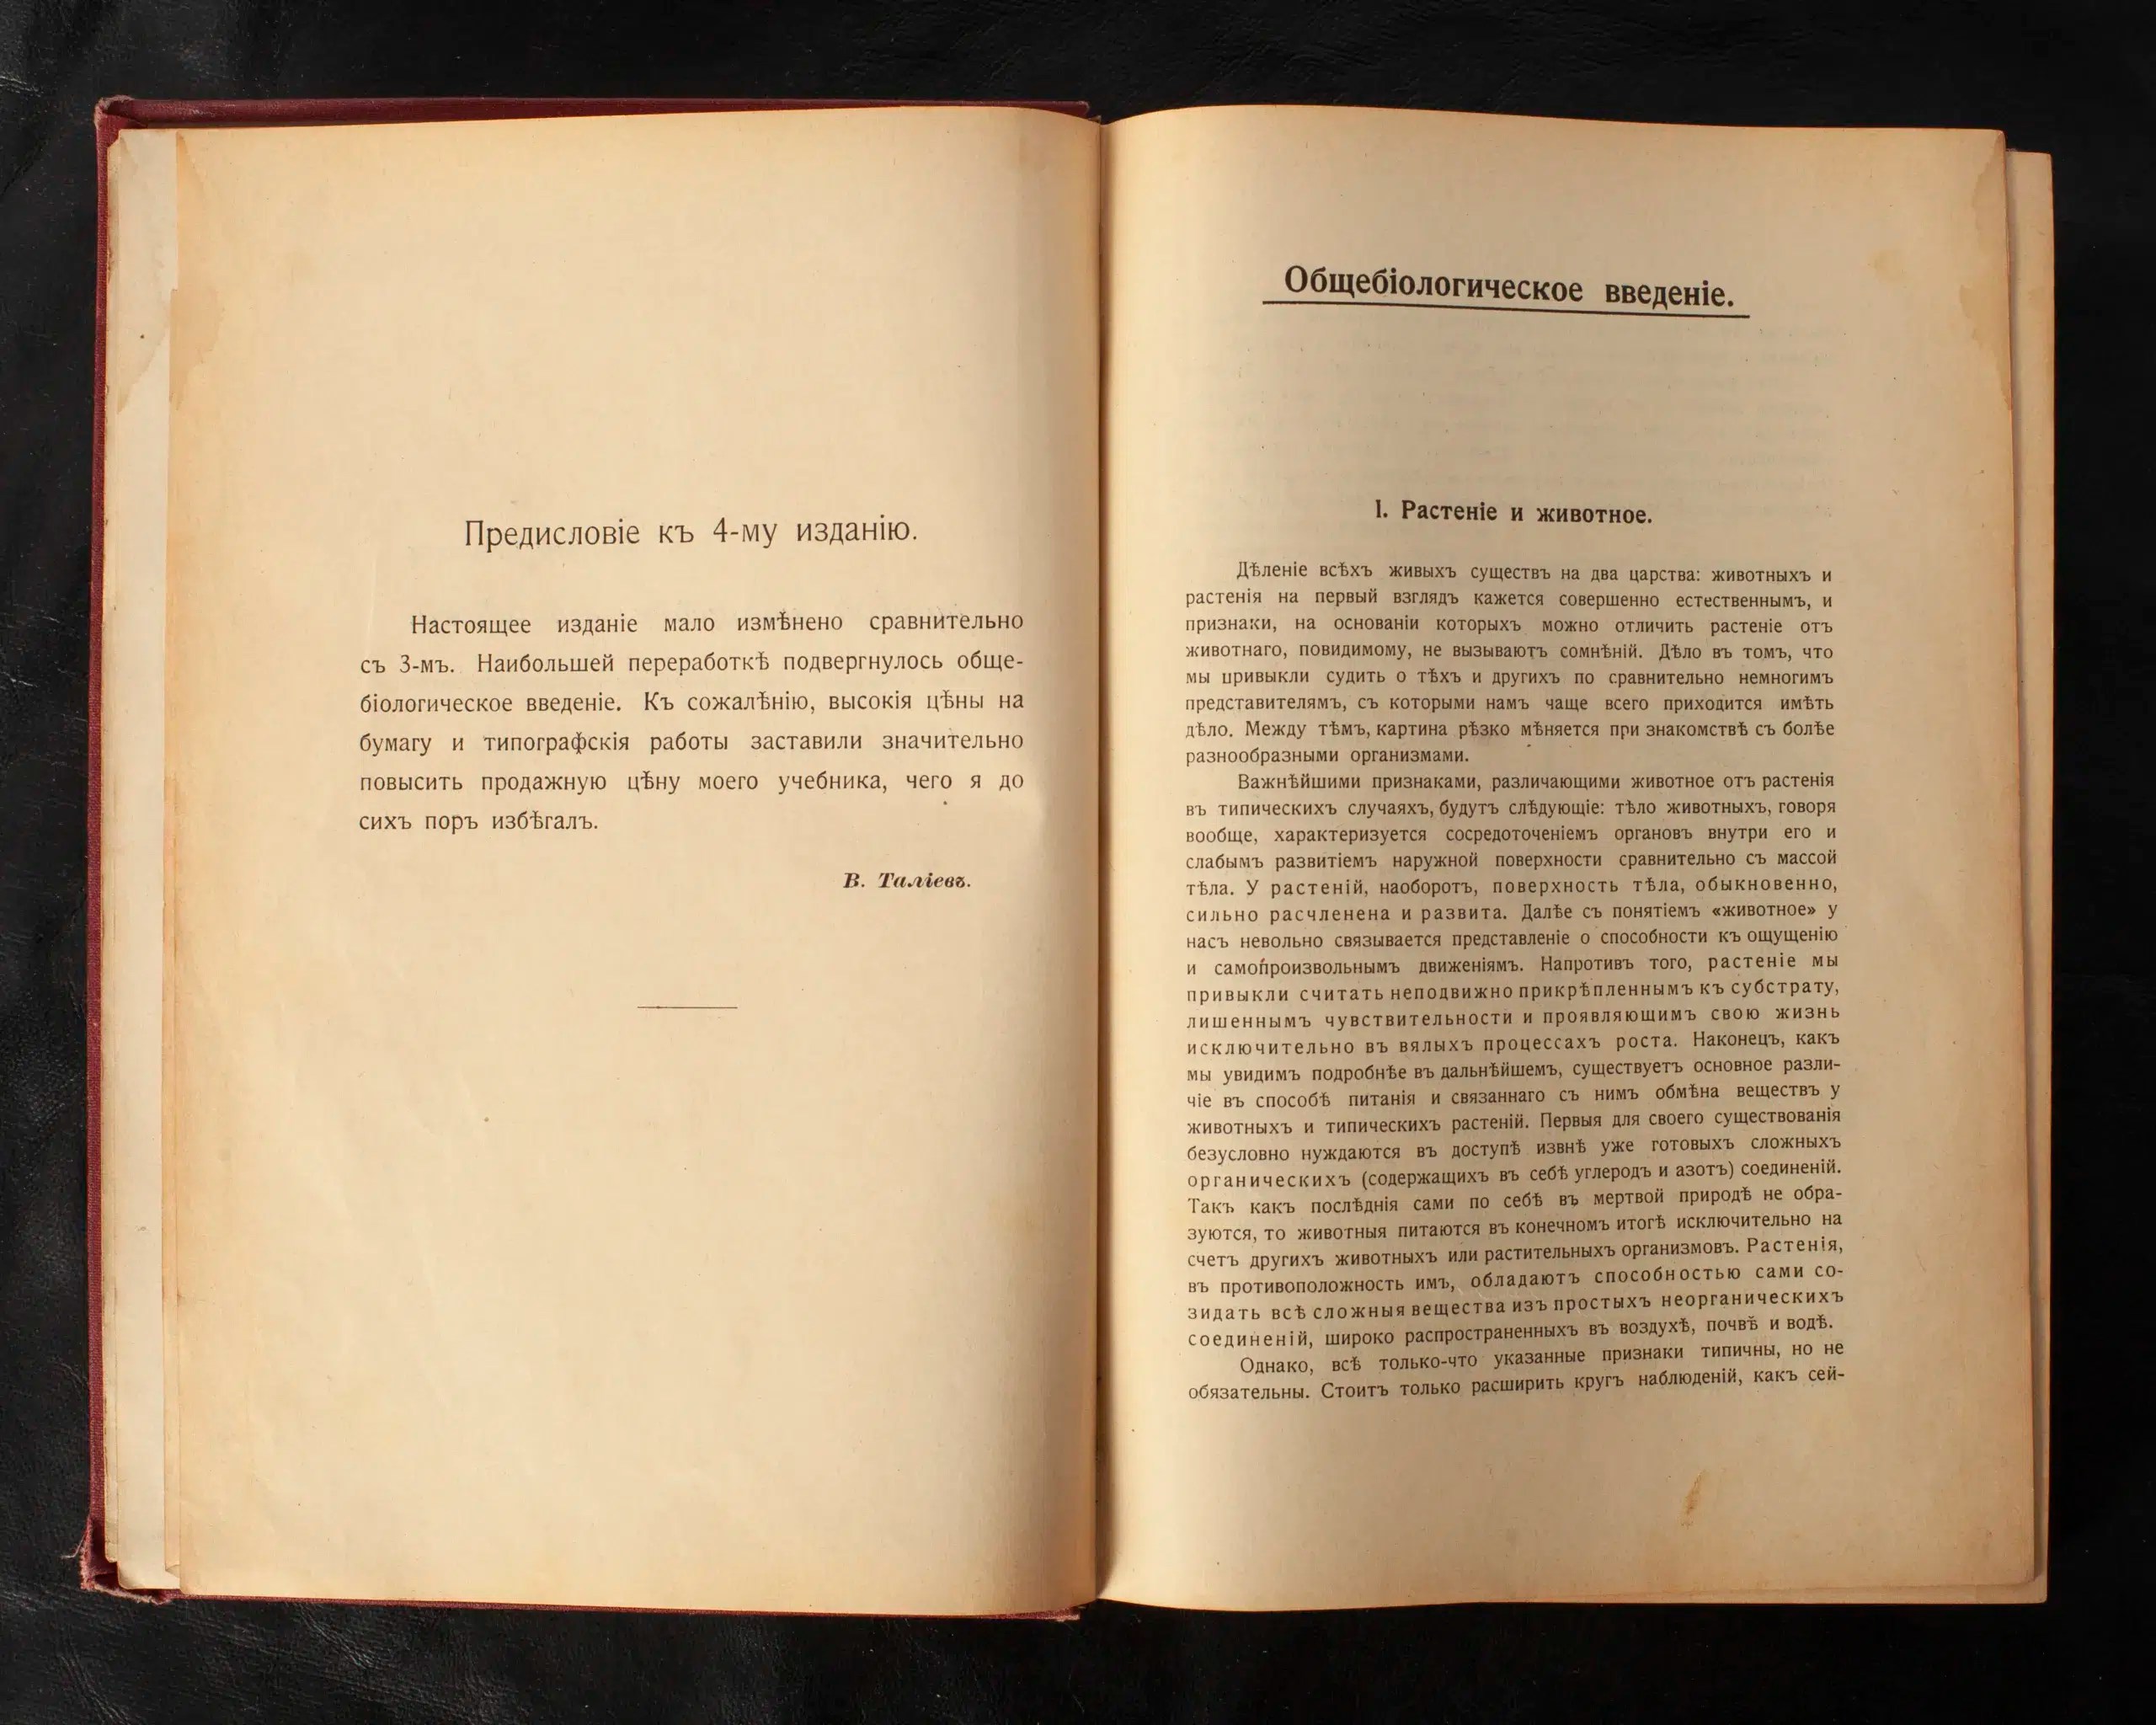 Предисловіе къ 4-му изданію.
Настоящее изданіе мало измѣнено сравнительно
съ 3-мъ. Наибольшей переработкѣ подвергнулось обще-
біологическое введеніе. Къ сожалѣнію, высокія цѣны на
бумагу и типографскія работы заставили значительно
повысить продажную цѣну моего учебника, чего я до
сихъ поръ избѣгалъ.
В. Таліевъ.
Общебіологическое введеніе.
I. Растеніе и животное.
Дѣленіе всѣхъ живыхъ существъ на два царства: животныхъ и
растенія на первый взглядъ кажется совершенно естественнымъ, и
признаки, на основаніи которыхъ можно отличить растеніе отъ
животнаго, повидимому, не вызываютъ сомнѣній. Дѣло въ томъ, что
мы привыкли судить о тѣхъ и другихъ по сравнительно немногимъ
представителямъ, съ которыми намъ чаще всего приходится имѣть
дѣло. Между тѣмъ, картина рѣзко мѣняется при знакомствѣ съ болѣе
разнообразными организмами.
Важнѣйшими признаками, различающими животное отъ растенія
въ типическихъ случаяхъ, будутъ слѣдующіе: тѣло животныхъ, говоря
вообще, характеризуется сосредоточеніемъ органовъ внутри его и
слабымъ развитіемъ наружной поверхности сравнительно съ массой
тѣла. У растеній, наоборотъ, поверхность тѣла, обыкновенно,
сильно расчленена и развита. Далѣе съ понятіемъ «животное» у
насъ невольно связывается представленіе о способности къ ощущенію
и самопроизвольнымъ движеніямъ. Напротивъ того, растеніе мы
привыкли считать неподвижно прикрѣпленнымъ къ субстрату,
лишеннымъ чувствительности и проявляющимъ свою жизнь
исключительно въ вялыхъ процессахъ роста. Наконецъ, какъ
мы увидимъ подробнѣе въ дальнѣйшемъ, существуетъ основное разли-
чіе въ способѣ питанія и связаннаго съ нимъ обмѣна веществъ у
животныхъ и типическихъ растеній. Первыя для своего существованія
безусловно нуждаются въ доступѣ извнѣ уже готовыхъ сложныхъ
органическихъ (содержащихъ въ себѣ углеродъ и азотъ) соединеній.
Такъ какъ послѣднія сами по себѣ въ мертвой природѣ не обра-
зуются, то животныя питаются въ конечномъ итогѣ исключительно на
счетъ другихъ животныхъ или растительныхъ организмовъ. Растенія,
въ противоположность имъ, обладаютъ способностью сами со-
зидать всѣ сложныя вещества изъ простыхъ неорганическихъ
соединеній, широко распространенныхъ въ воздухѣ, почвѣ и водѣ.
Однако, всѣ только-что указанные признаки типичны, но не
обязательны. Стоитъ только расширить кругъ наблюденій, какъ сей-